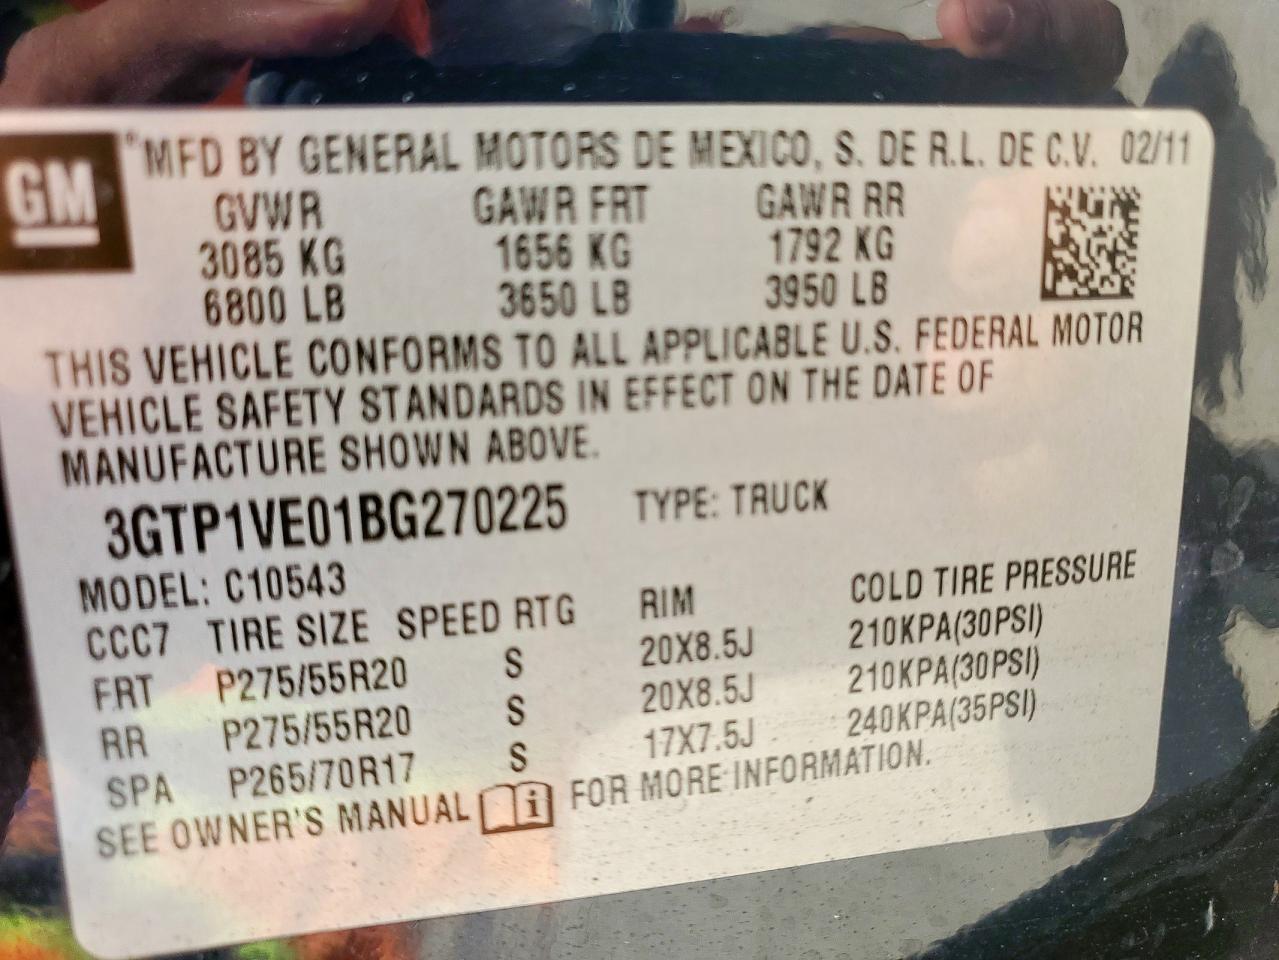 GM
® MFD BY GENERAL MOTORS DE MEXICO, S. DE R.L. DE C.V. 02/11
GVWR GAWR FRT GAWR RR
3085 KG 1656 KG 1792 KG
6800 LB 3650 LB 3950 LB
THIS VEHICLE CONFORMS TO ALL APPLICABLE U.S. FEDERAL MOTOR
VEHICLE SAFETY STANDARDS IN EFFECT ON THE DATE OF
MANUFACTURE SHOWN ABOVE.
3GTP1VE01BG270225 TYPE: TRUCK
MODEL: C10543
CCC7 TIRE SIZE SPEED RTG RIM COLD TIRE PRESSURE
FRT P275/55R20 S 20X8.5J 210KPA(30PSI)
RR P275/55R20 S 20X8.5J 210KPA(30PSI)
SPA P265/70R17 S 17X7.5J 240KPA(35PSI)
SEE OWNER'S MANUAL i FOR MORE INFORMATION.